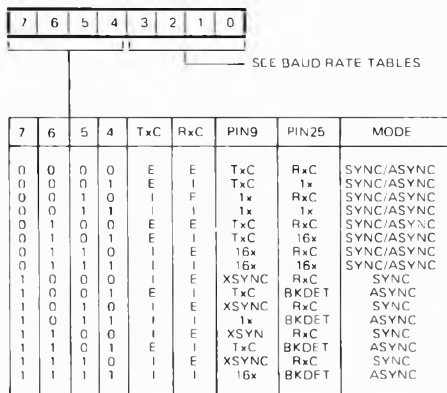 7 6 5 4 3 2 1 0
SEE BAUD RATE TABLES
7 6 5 4 TxC RxC PIN9 PIN25 MODE
0 0 0 0 E E TxC RxC SYNC/ASYNC
0 0 0 1 E I TxC 1x SYNC/ASYNC
0 0 1 0 I E 1x RxC SYNC/ASYNC
0 0 1 1 I I 1x 1x SYNC/ASYNC
0 1 0 0 E E TxC RxC SYNC/ASYNC
0 1 0 1 E I TxC 16x SYNC/ASYNC
0 1 1 0 I E 16x RxC SYNC/ASYNC
0 1 1 1 I I 16x 16x SYNC/ASYNC
1 0 0 0 E XSYNC RxC SYNC
1 0 0 1 E I TxC BKDET ASYNC
1 0 1 0 I E XSYNC RxC SYNC
1 0 1 1 I I 1x BKDET ASYNC
1 1 0 0 E XSYN RxC SYNC
1 1 0 1 E I TxC BKDET ASYNC
1 1 1 0 I E XSYNC RxC SYNC
1 1 1 1 I I 16x BKDET ASYNC